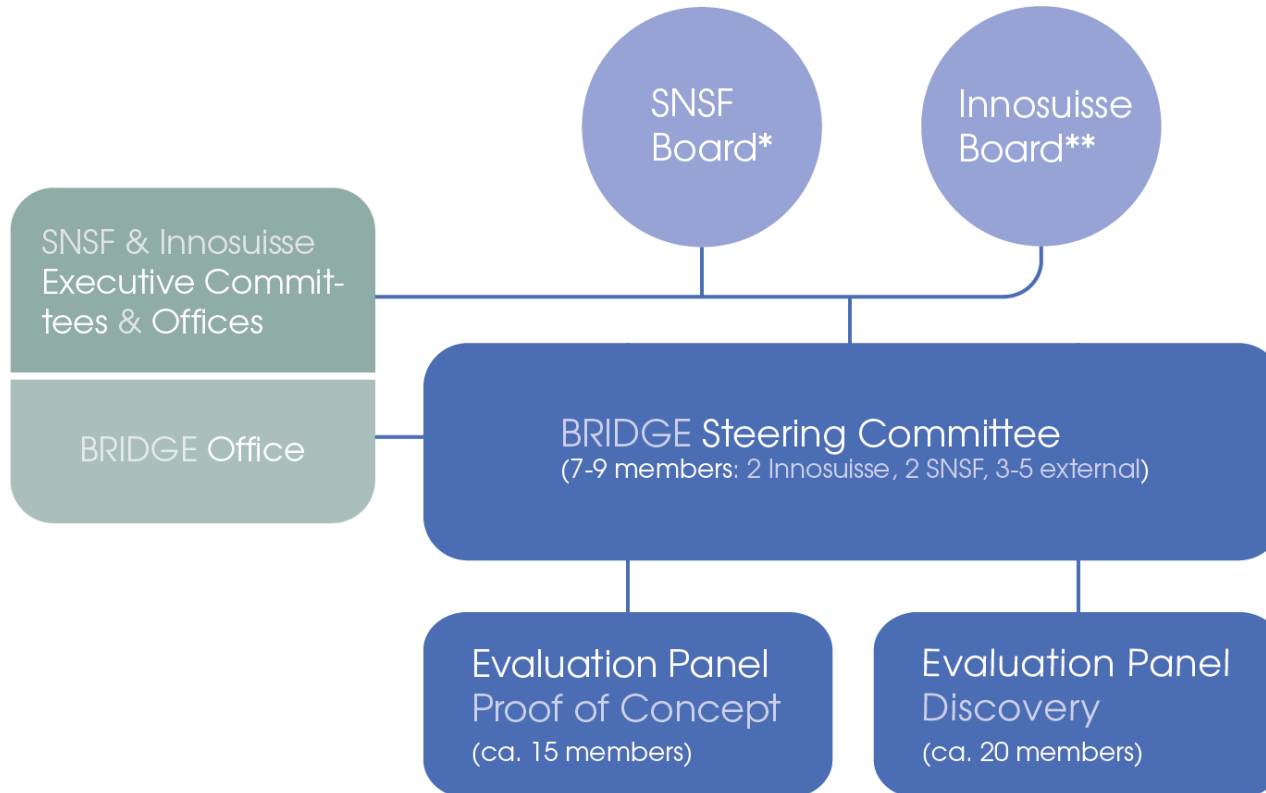 SNSF
Board*
Innosuisse
Board**
SNSF & Innosuisse
Executive Commit-
tees & Offices
BRIDGE Office
BRIDGE Steering Committee
(7-9 members: 2 Innosuisse, 2 SNSF, 3-5 external)
Evaluation Panel
Proof of Concept
(ca. 15 members)
Evaluation Panel
Discovery
(ca. 20 members)